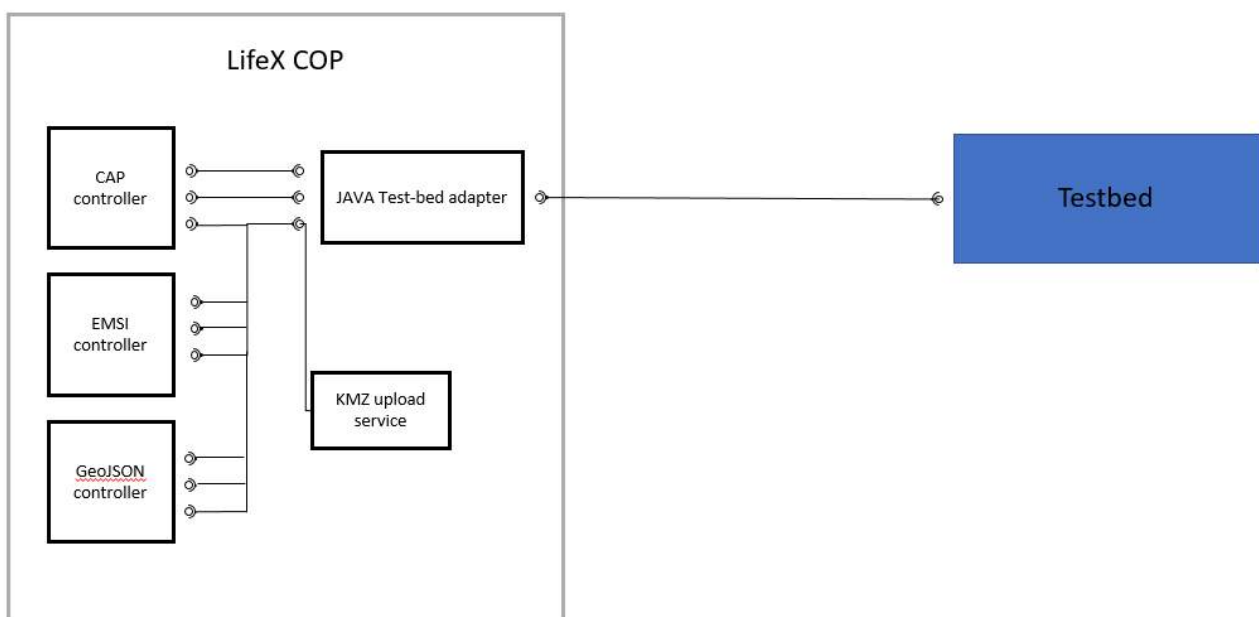 LifeX COP
CAP
controller
JAVA Test-bed adapter
Testbed
EMSI
controller
KMZ upload
service
GeoJSON
controller